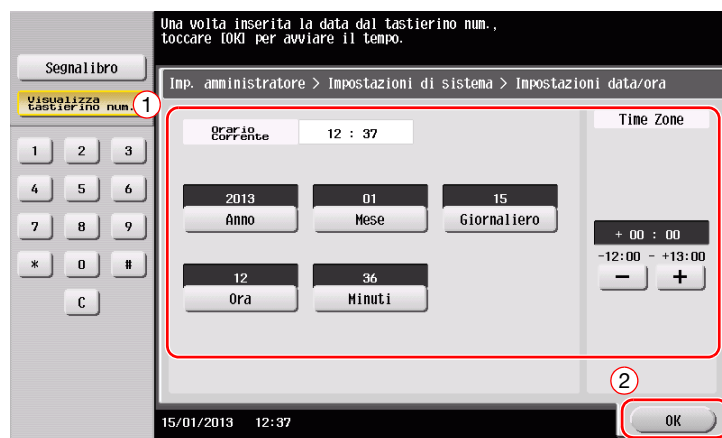 Una volta inserita la data dal tastierino num.,
toccare [OK] per avviare il tempo.
Segnalibro
Visualizza
tastierino num.
1
Imp. amministratore > Impostazioni di sistema > Impostazioni data/ora
Orario
Corrente
12 : 37
Time Zone
1 2 3
4 5 6
7 8 9
* 0 #
C
2013 01 15
Anno Mese Giornaliero
12 36
Ora Minuti
+ 00 : 00
-12:00 - +13:00
− +
2
15/01/2013 12:37
OK